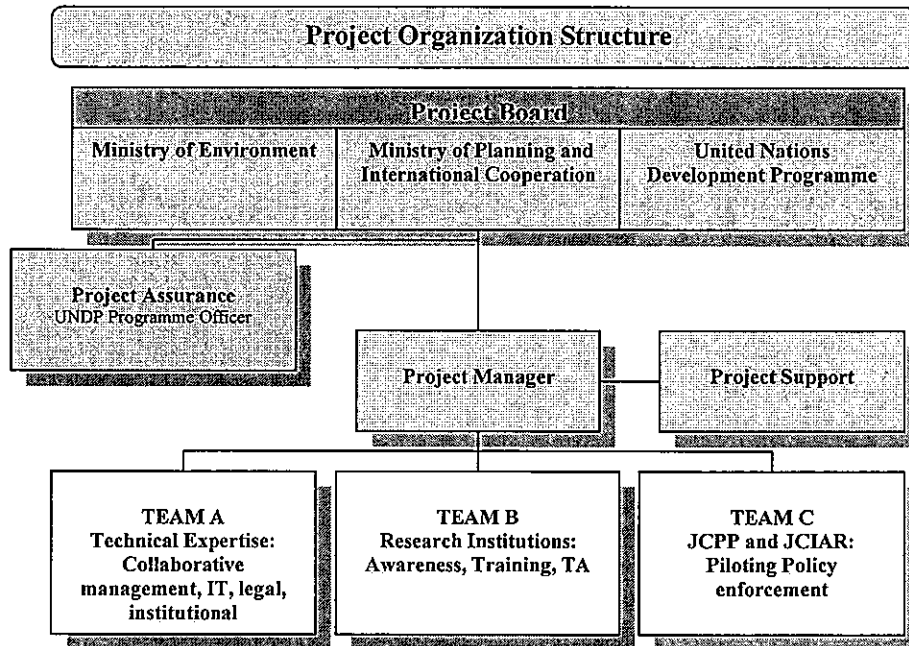 Project Organization Structure
Project Board
Ministry of Environment
Ministry of Planning and
International Cooperation
United Nations
Development Programme
Project Assurance
UNDP Programme Officer
Project Manager
Project Support
TEAM A
Technical Expertise:
Collaborative
management, IT, legal,
institutional
TEAM B
Research Institutions:
Awareness, Training, TA
TEAM C
JCPP and JCIAR:
Piloting Policy
enforcement